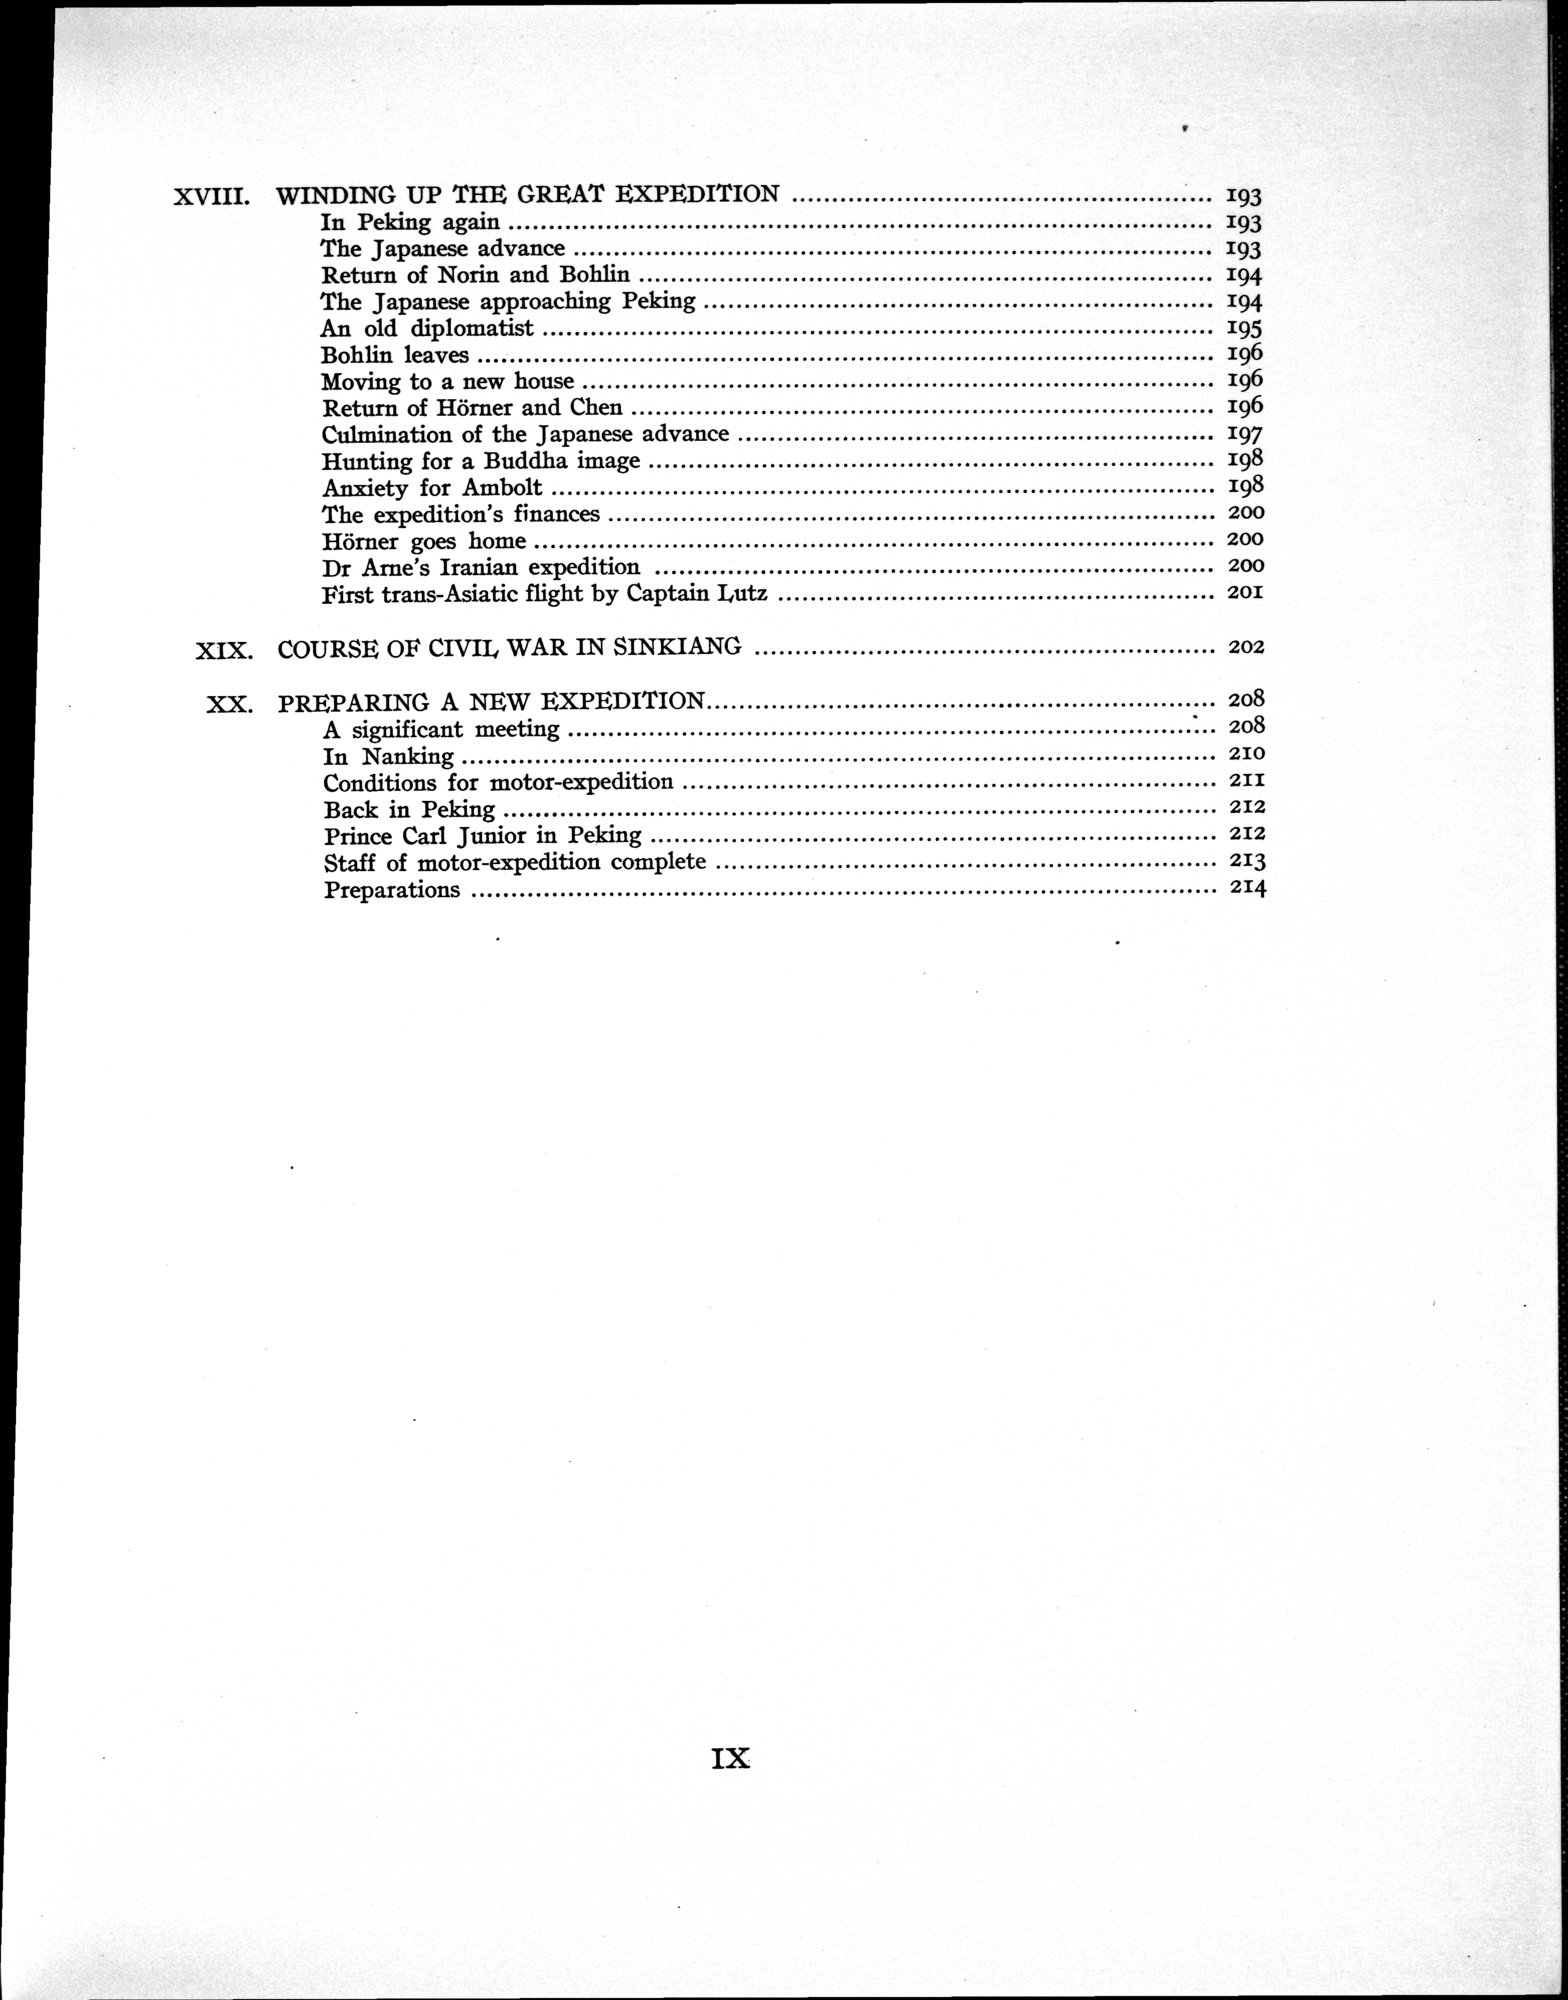 XVIII. WINDING UP THE GREAT EXPEDITION ........ 193
In Peking again ........ 193
The Japanese advance ........ 193
Return of Norin and Bohlin ........ 194
The Japanese approaching Peking ........ 194
An old diplomatist ........ 195
Bohlin leaves ........ 196
Moving to a new house ........ 196
Return of Hörner and Chen ........ 196
Culmination of the Japanese advance ........ 197
Hunting for a Buddha image ........ 198
Anxiety for Ambolt ........ 198
The expedition's finances ........ 200
Hörner goes home ........ 200
Dr Arne's Iranian expedition ........ 200
First trans-Asiatic flight by Captain Lutz ........ 201
XIX. COURSE OF CIVIL WAR IN SINKIANG ........ 202
XX. PREPARING A NEW EXPEDITION ........ 208
A significant meeting ........ 208
In Nanking ........ 210
Conditions for motor-expedition ........ 211
Back in Peking ........ 212
Prince Carl Junior in Peking ........ 212
Staff of motor-expedition complete ........ 213
Preparations ........ 214
IX